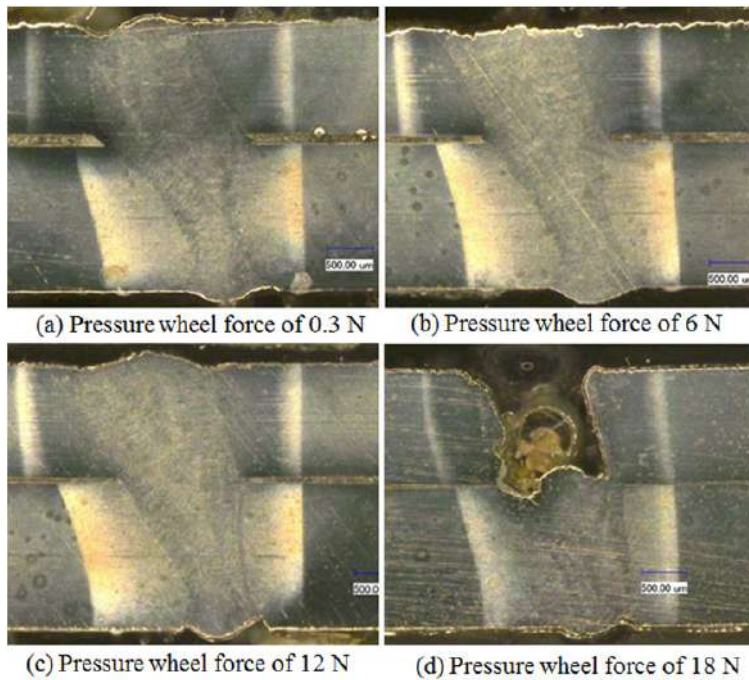 500.00 um
500.00 um
(a) Pressure wheel force of 0.3 N
(b) Pressure wheel force of 6 N
500.0
500.00 um
(c) Pressure wheel force of 12 N
(d) Pressure wheel force of 18 N